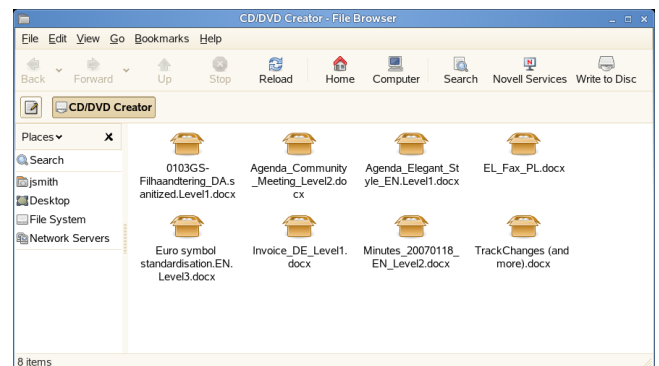 CD/DVD Creator - File Browser
File Edit View Go Bookmarks Help
Back Forward Up Stop Reload Home Computer Search Novell Services Write to Disc
CD/DVD Creator
Places
Search
jsmith
Desktop
File System
Network Servers
0103GS-
Filhaandtering_DA.s
anitized.Level1.docx
Agenda_Community
_Meeting_Level2.do
cx
Agenda_Elegant_St
yle_EN.Level1.docx
EL_Fax_PL.docx
Euro symbol
standardisation.EN.
Level3.docx
Invoice_DE_Level1.
docx
Minutes_20070118_
EN_Level2.docx
TrackChanges (and
more).docx
8 items